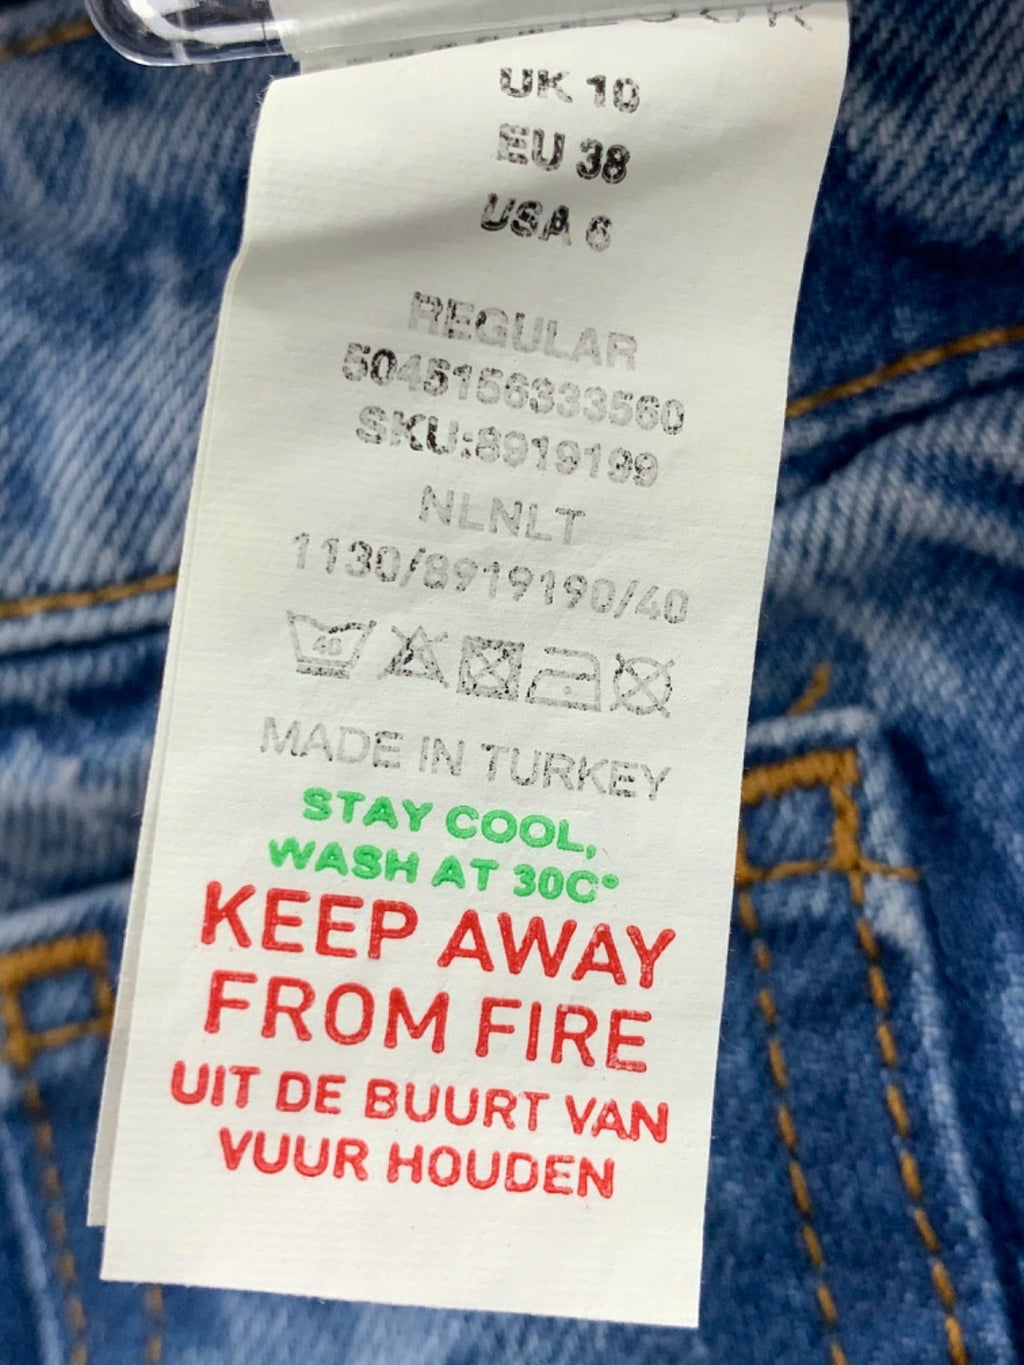 UK 10
EU 38
USA 6
REGULAR
5045156333560
SKU:8919199
NLNLT
1130/8919190/40
40
MADE IN TURKEY
STAY COOL,
WASH AT 30C°
KEEP AWAY
FROM FIRE
UIT DE BUURT VAN
VUUR HOUDEN